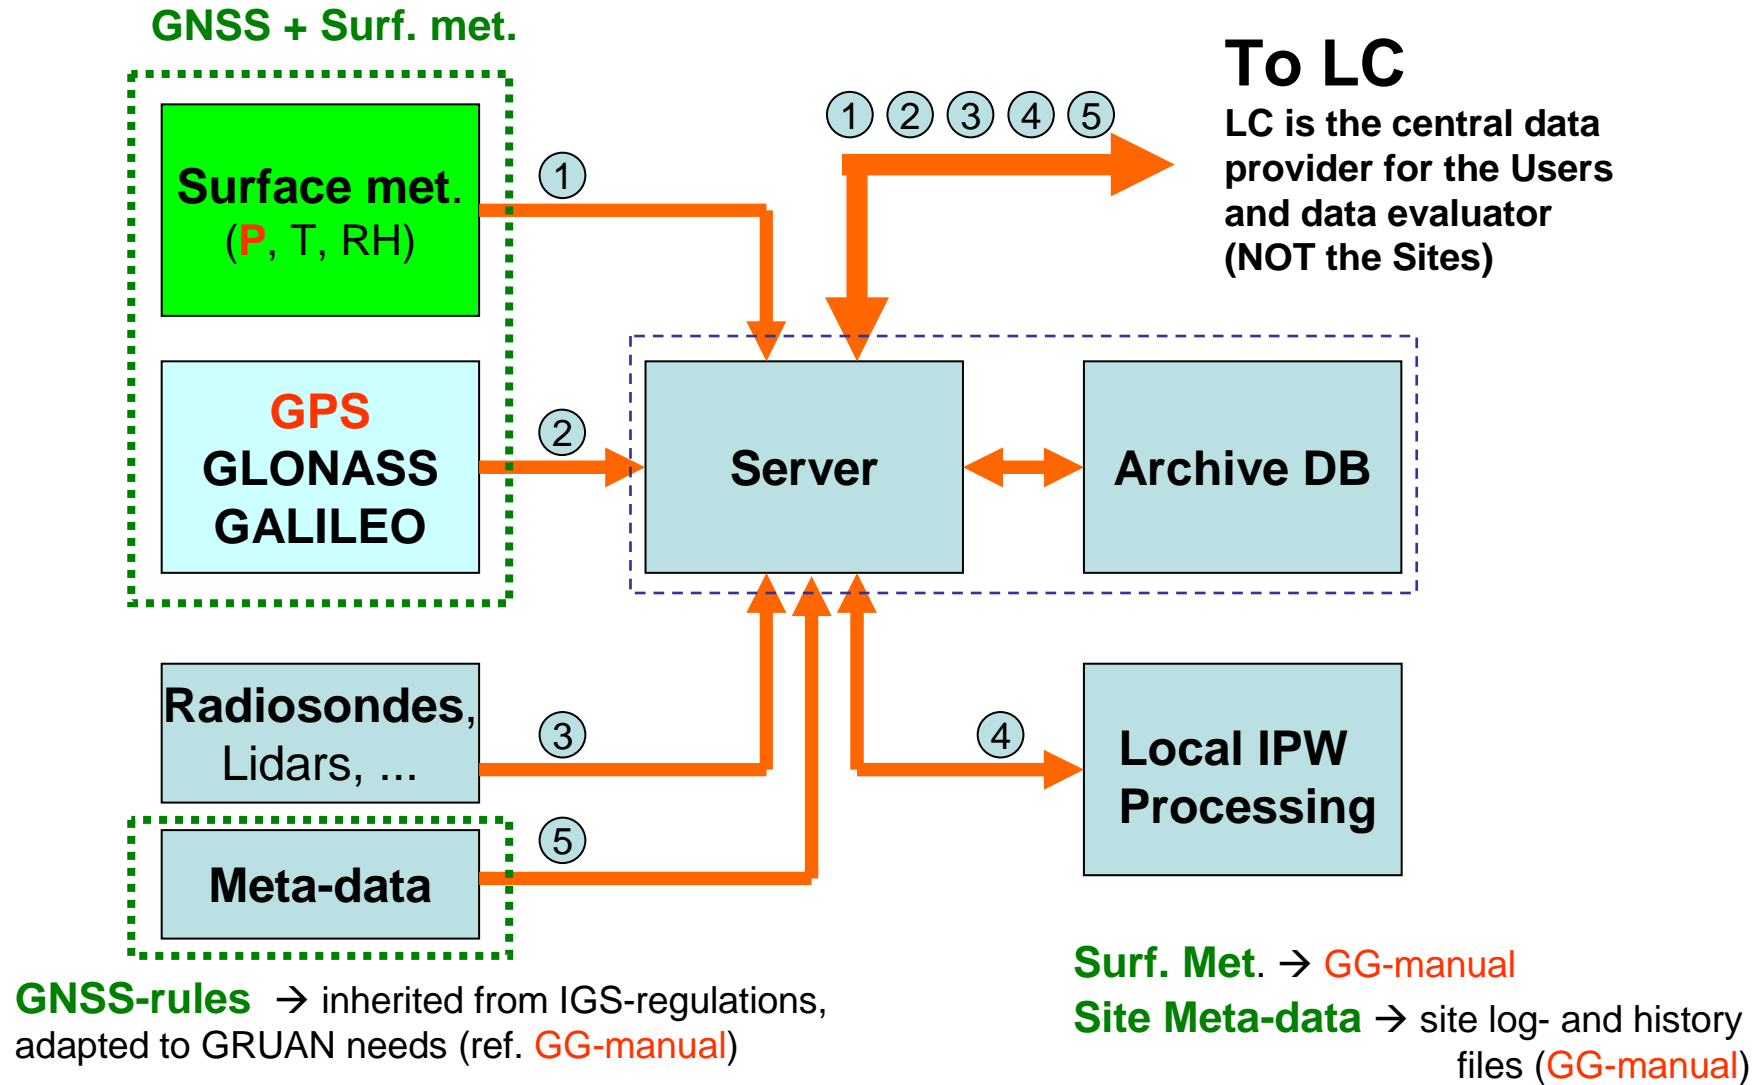 GNSS + Surf. met.
To LC
LC is the central data
provider for the Users
and data evaluator
(NOT the Sites)
1 2 3 4 5
Surface met.
(P, T, RH)
1
GPS
GLONASS
GALILEO
2
Server
Archive DB
Radiosondes,
Lidars, ...
3
4
Local IPW
Processing
Meta-data
5
GNSS-rules → inherited from IGS-regulations,
adapted to GRUAN needs (ref. GG-manual)
Surf. Met. → GG-manual
Site Meta-data → site log- and history
files (GG-manual)